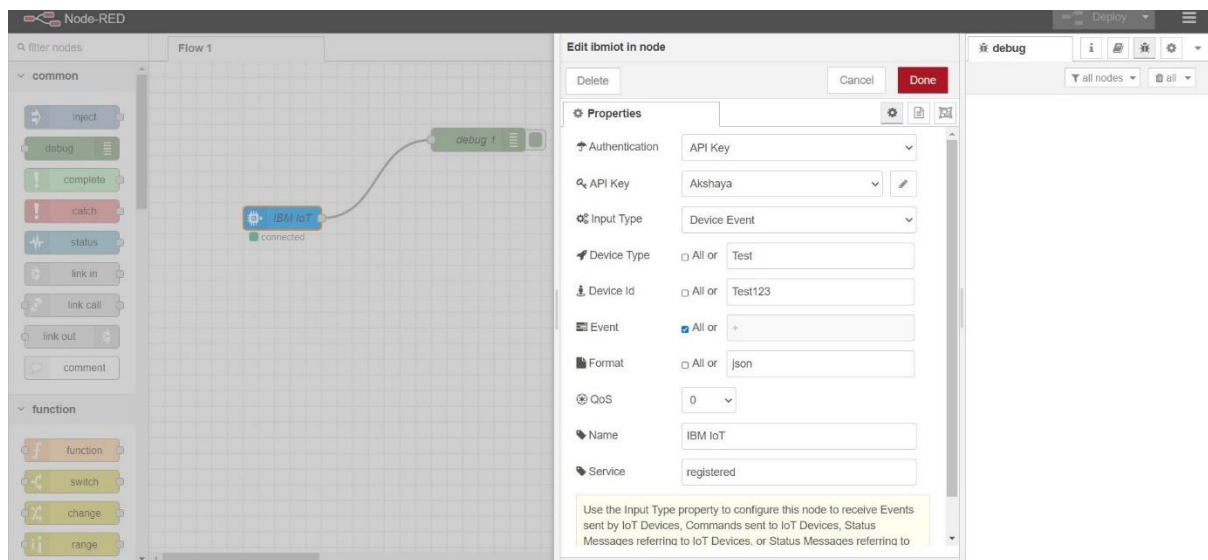 Node-RED
Deploy
filter nodes
common
inject
debug
complete
catch
status
link in
link call
link out
comment
function
function
switch
change
range
Flow 1
debug 1
IBM IoT
connected
Edit ibmiot in node
Delete
Cancel
Done
Properties
Authentication
API Key
API Key
Akshaya
Input Type
Device Event
Device Type
All or
Test
Device Id
All or
Test123
Event
All or
+
Format
All or
json
QoS
0
Name
IBM IoT
Service
registered
Use the Input Type property to configure this node to receive Events
sent by IoT Devices, Commands sent to IoT Devices, Status
Messages referring to IoT Devices, or Status Messages referring to
debug
i
all nodes
all